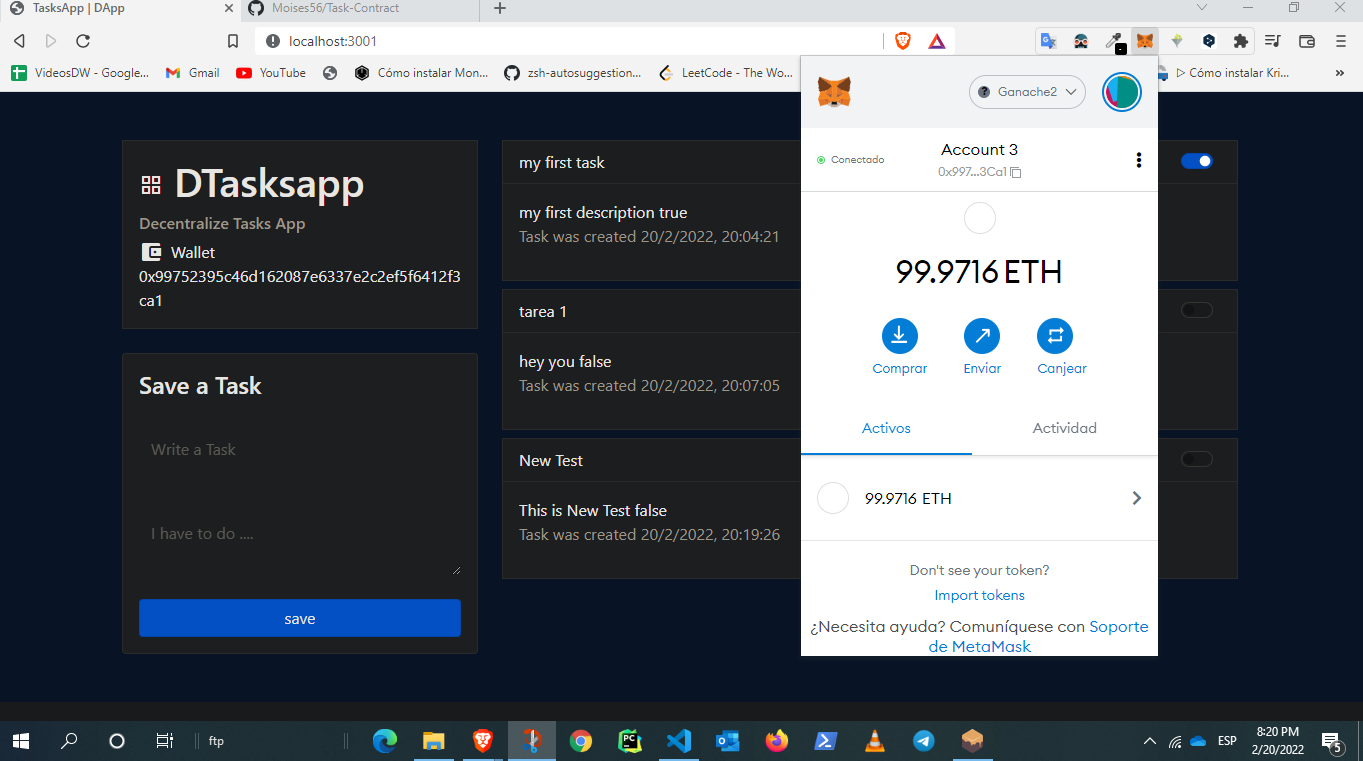 TasksApp | DApp
Moises56/Task-Contract
localhost:3001
VideosDW - Google...
Gmail
YouTube
Cómo instalar Mon...
zsh-autosuggestion...
LeetCode - The Wo...
▷ Cómo instalar Kri...
»
DTasksapp
Decentralize Tasks App
Wallet
0x99752395c46d162087e6337e2c2ef5f6412f3
ca1
Save a Task
Write a Task
I have to do ....
save
my first task
my first description true
Task was created 20/2/2022, 20:04:21
tarea 1
hey you false
Task was created 20/2/2022, 20:07:05
New Test
This is New Test false
Task was created 20/2/2022, 20:19:26
Ganache2
Conectado
Account 3
0x997...3Ca1
99.9716 ETH
Comprar
Enviar
Canjear
Activos
Actividad
99.9716 ETH
Don't see your token?
Import tokens
¿Necesita ayuda? Comuníquese con Soporte
de MetaMask
ftp
PC
ESP
8:20 PM
2/20/2022
5